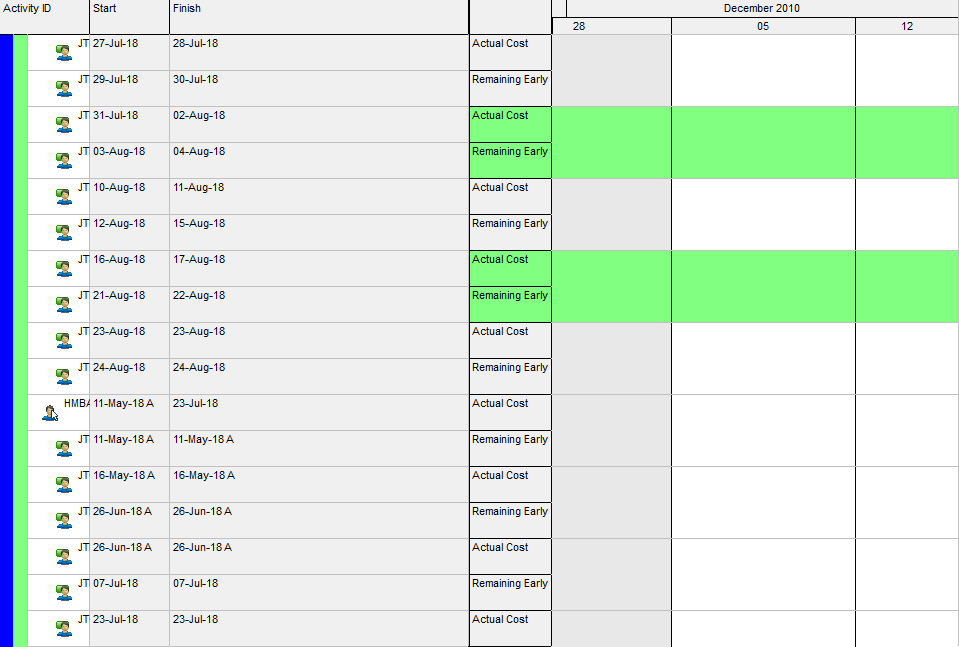 Activity ID Start Finish December 2010
28 05 12
JT 27-Jul-18 28-Jul-18 Actual Cost
JT 29-Jul-18 30-Jul-18 Remaining Early
JT 31-Jul-18 02-Aug-18 Actual Cost
JT 03-Aug-18 04-Aug-18 Remaining Early
JT 10-Aug-18 11-Aug-18 Actual Cost
JT 12-Aug-18 15-Aug-18 Remaining Early
JT 16-Aug-18 17-Aug-18 Actual Cost
JT 21-Aug-18 22-Aug-18 Remaining Early
JT 23-Aug-18 23-Aug-18 Actual Cost
JT 24-Aug-18 24-Aug-18 Remaining Early
HMBA 11-May-18 A 23-Jul-18 Actual Cost
JT 11-May-18 A 11-May-18 A Remaining Early
JT 16-May-18 A 16-May-18 A Actual Cost
JT 26-Jun-18 A 26-Jun-18 A Remaining Early
JT 26-Jun-18 A 26-Jun-18 A Actual Cost
JT 07-Jul-18 07-Jul-18 Remaining Early
JT 23-Jul-18 23-Jul-18 Actual Cost